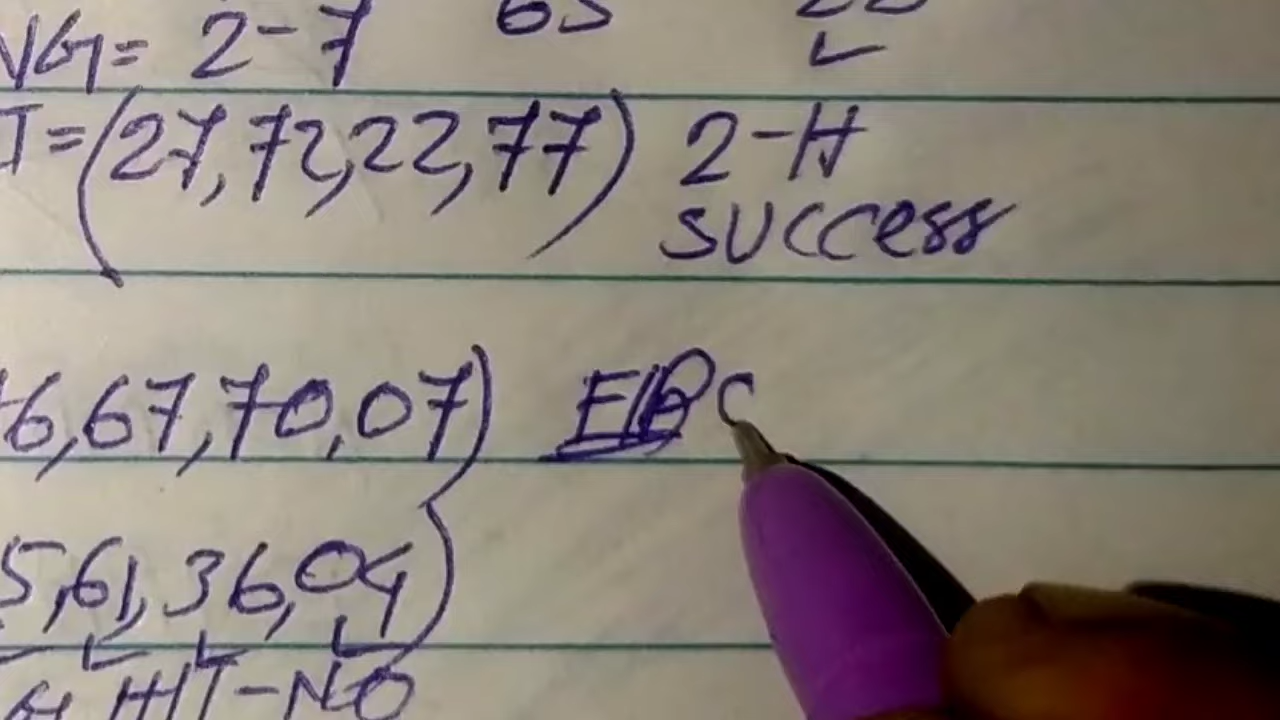 NG= 2-7 65
T=(27,72,22,77) 2-H
success
6,67,70,07)
5,61,36,04)
HIT-NO